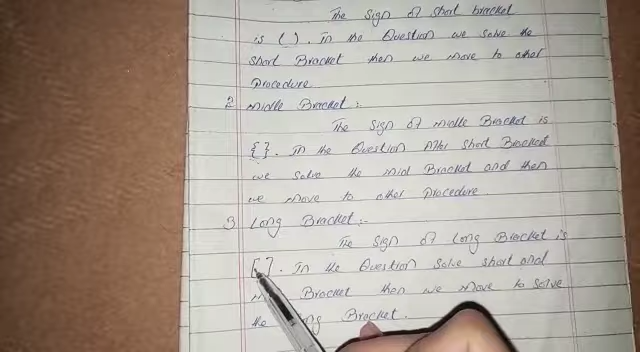 The Sign of short bracket
is ( ). In the Question we solve the
short Bracket then we move to other
procedure
2 Middle Bracket :
The Sign of Middle Bracket is
{ }. In the Question After short Bracket
we solve the mid Bracket and then
we move to other procedure.
3 Long Bracket :-
The Sign of Long Bracket is
[ ]. In the Question solve short and
Bracket then we move to solve
the Bracket.